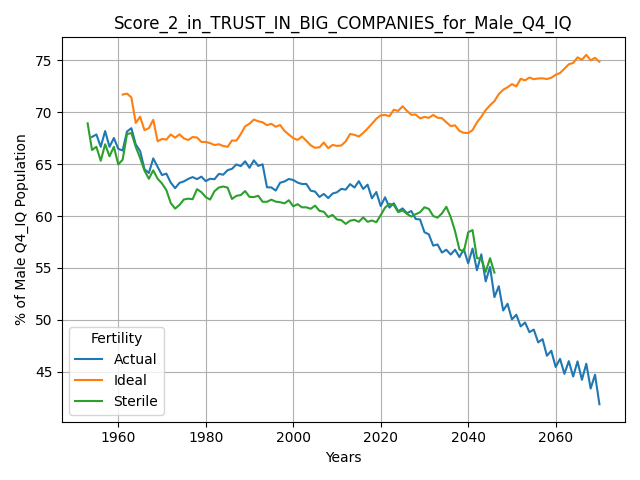 Score_2_in_TRUST_IN_BIG_COMPANIES_for_Male_Q4_IQ
% of Male Q4_IQ Population
75
70
65
60
55
50
45
Fertility
Actual
Ideal
Sterile
1960 1980 2000 2020 2040 2060
Years